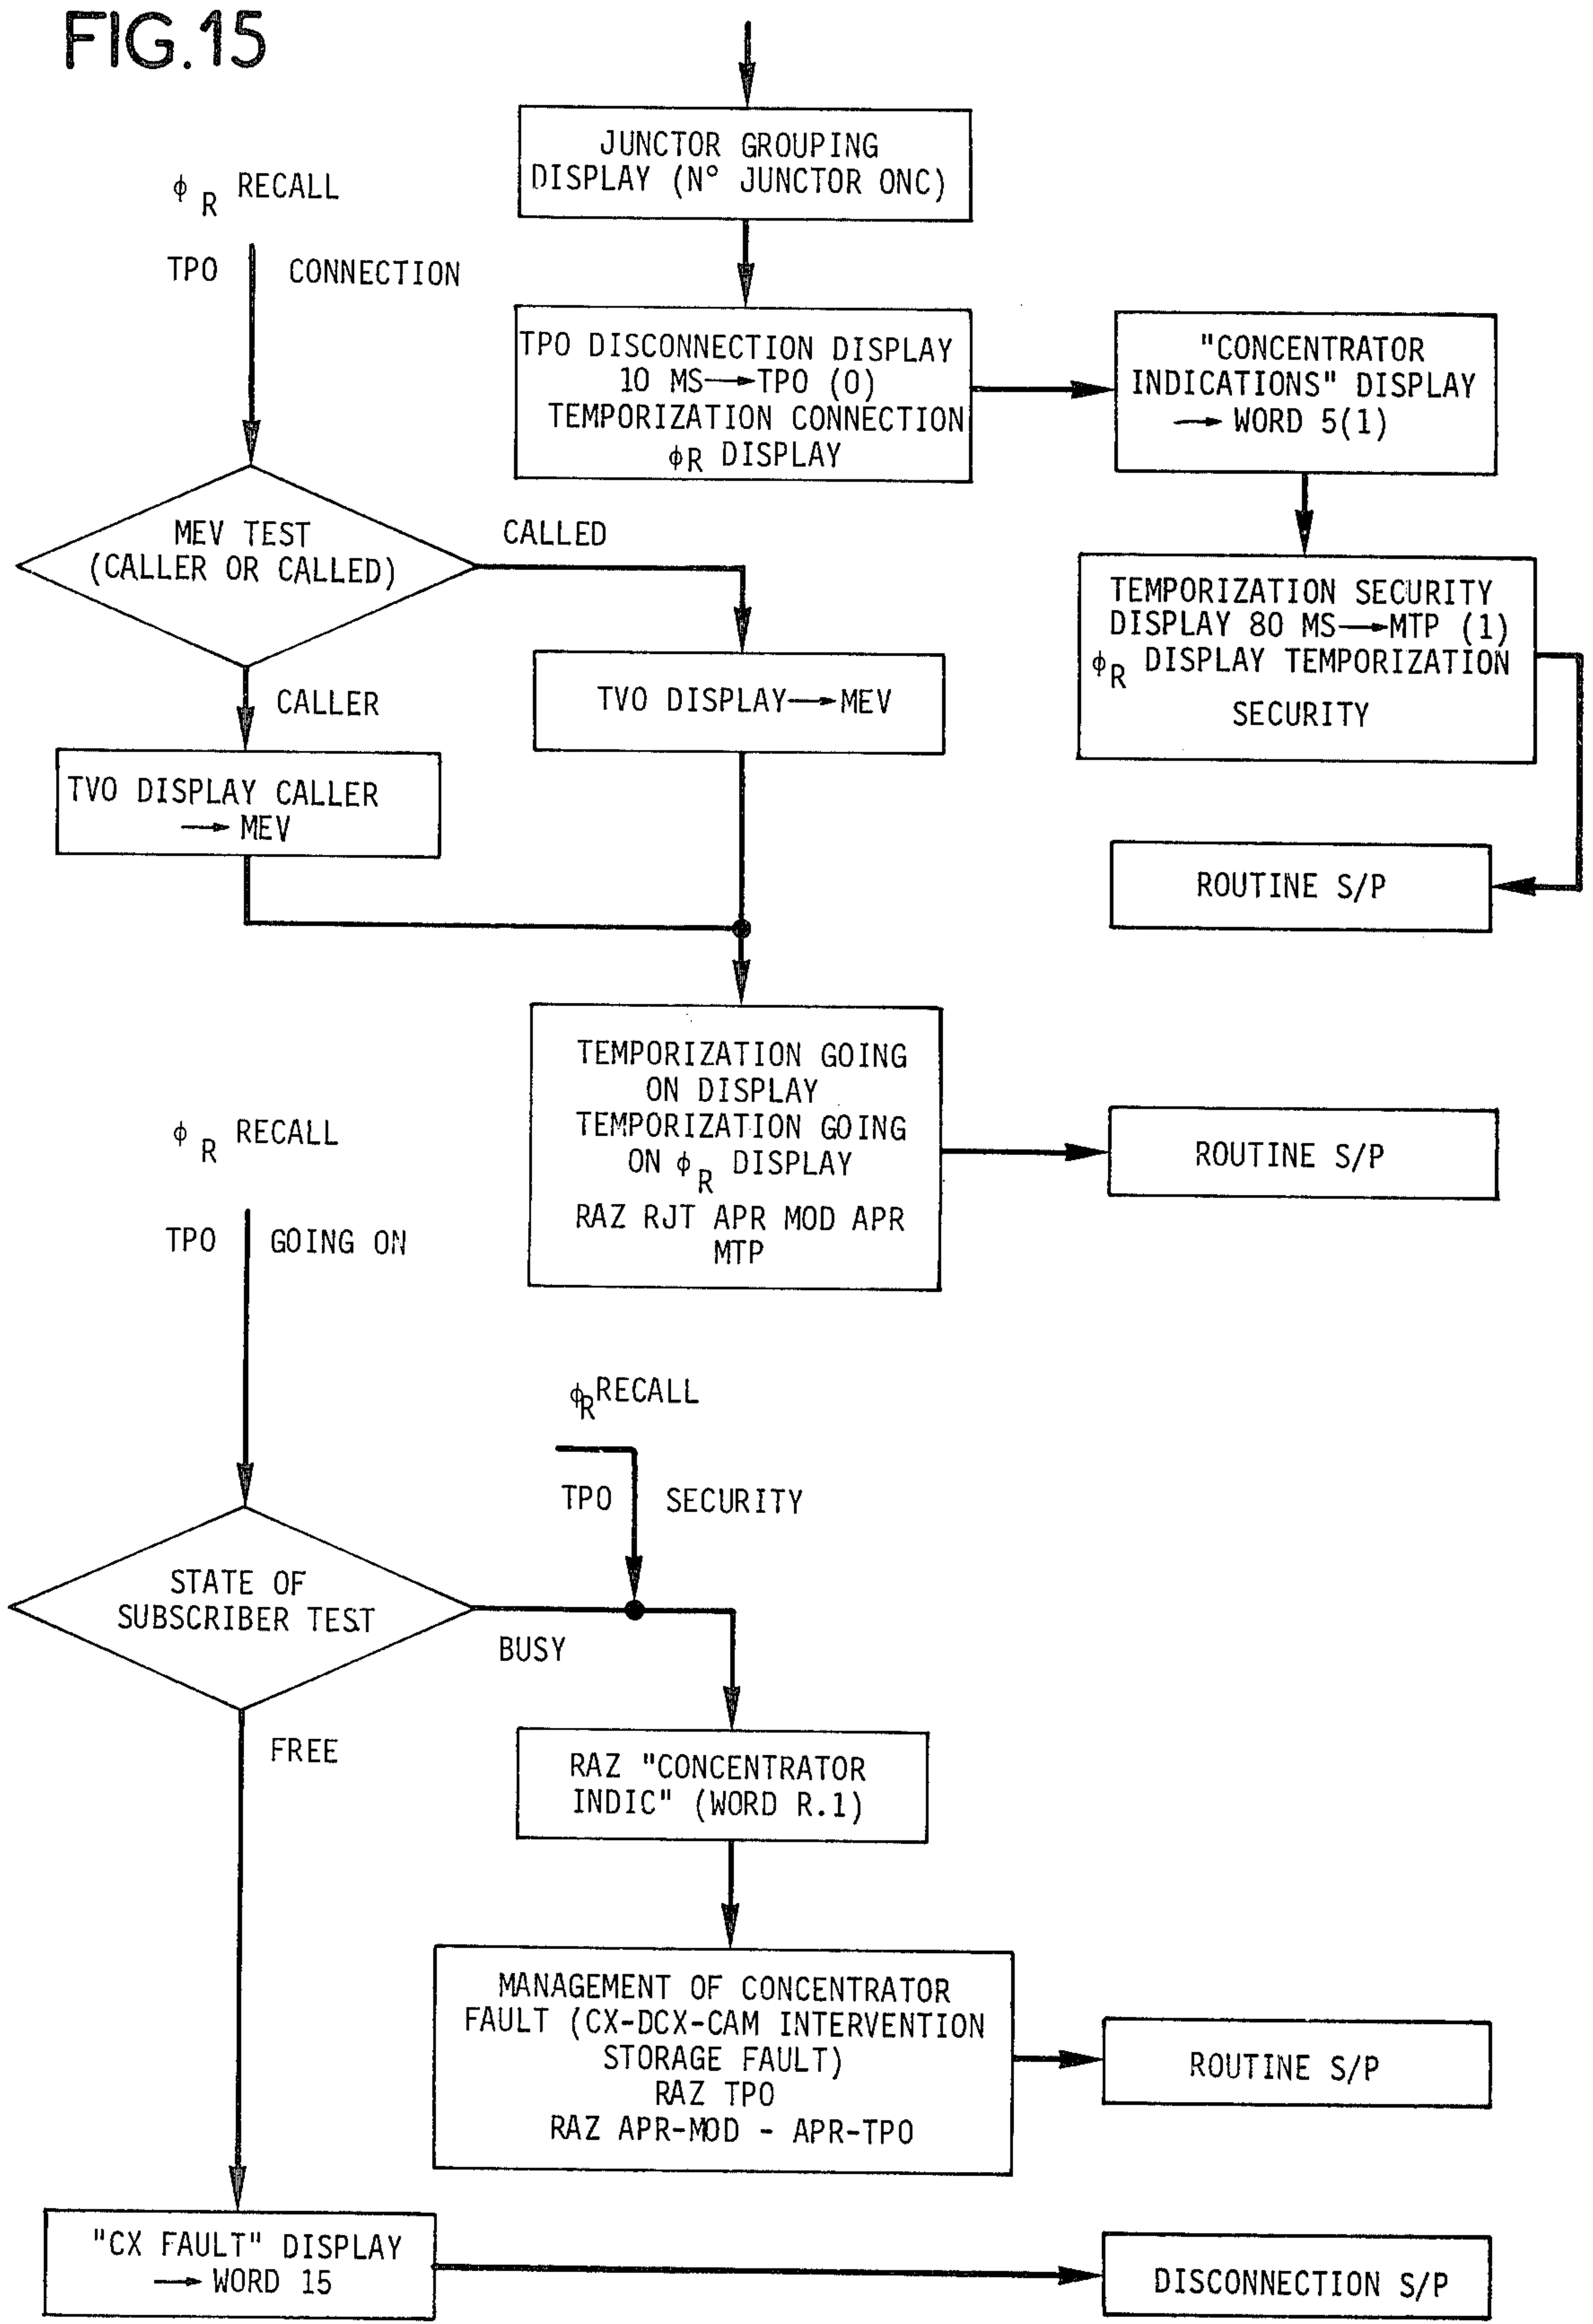 FIG.15
JUNCTOR GROUPING
DISPLAY (N° JUNCTOR ONC)
ϕR RECALL
TPO CONNECTION
TPO DISCONNECTION DISPLAY
10 MS→TPO (0)
TEMPORIZATION CONNECTION
ϕR DISPLAY
"CONCENTRATOR
INDICATIONS" DISPLAY
→ WORD 5(1)
MEV TEST
(CALLER OR CALLED)
CALLED
TEMPORIZATION SECURITY
DISPLAY 80 MS→MTP (1)
ϕR DISPLAY TEMPORIZATION
SECURITY
CALLER
TVO DISPLAY→MEV
TVO DISPLAY CALLER
→ MEV
ROUTINE S/P
TEMPORIZATION GOING
ON DISPLAY
TEMPORIZATION GOING
ON ϕR DISPLAY
RAZ RJT APR MOD APR
MTP
ROUTINE S/P
ϕR RECALL
TPO GOING ON
ϕR RECALL
TPO SECURITY
STATE OF
SUBSCRIBER TEST
BUSY
FREE
RAZ "CONCENTRATOR
INDIC" (WORD R.1)
MANAGEMENT OF CONCENTRATOR
FAULT (CX-DCX-CAM INTERVENTION
STORAGE FAULT)
RAZ TPO
RAZ APR-MOD - APR-TPO
ROUTINE S/P
"CX FAULT" DISPLAY
→ WORD 15
DISCONNECTION S/P